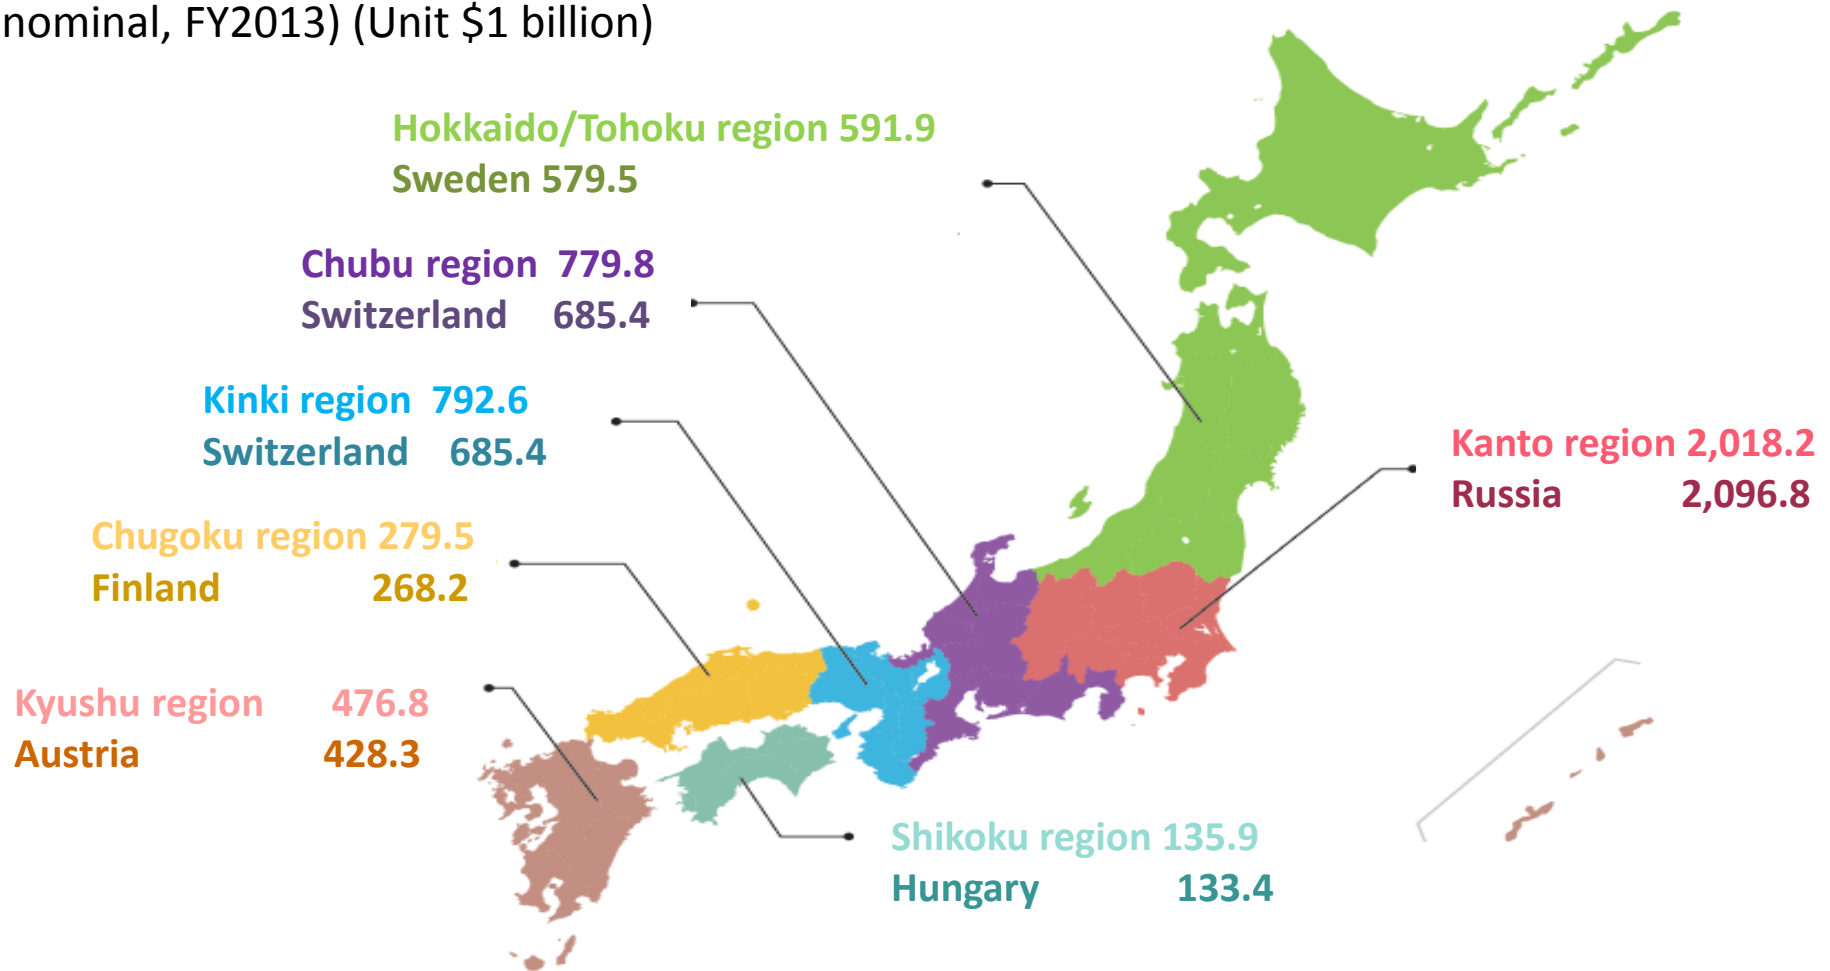 nominal, FY2013) (Unit $1 billion)
Hokkaido/Tohoku region 591.9
Sweden 579.5
Chubu region 779.8
Switzerland 685.4
Kinki region 792.6
Switzerland 685.4
Kanto region 2,018.2
Russia 2,096.8
Chugoku region 279.5
Finland 268.2
Kyushu region 476.8
Austria 428.3
Shikoku region 135.9
Hungary 133.4